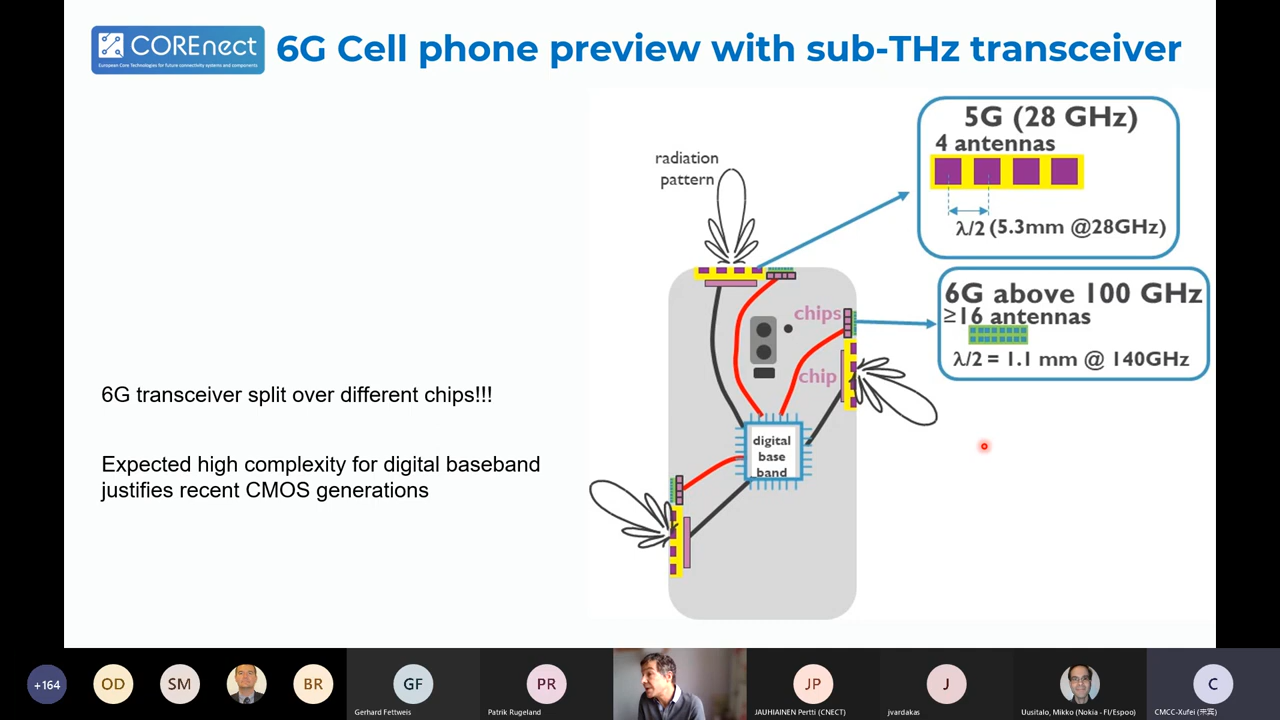 COREnect
European Core Technologies for future connectivity systems and components
6G Cell phone preview with sub-THz transceiver
5G (28 GHz)
4 antennas
λ/2 (5.3mm @28GHz)
radiation
pattern
6G above 100 GHz
≥16 antennas
λ/2 = 1.1 mm @ 140GHz
chips
chip
digital
base
band
6G transceiver split over different chips!!!
Expected high complexity for digital baseband
justifies recent CMOS generations
+164
OD
SM
BR
GF
Gerhard Fettweis
PR
Patrik Rugeland
JP
JAUHIAINEN Pertti (CNECT)
J
jvardakas
Uusitalo, Mikko (Nokia - FI/Espoo)
C
CMCC-Xufei